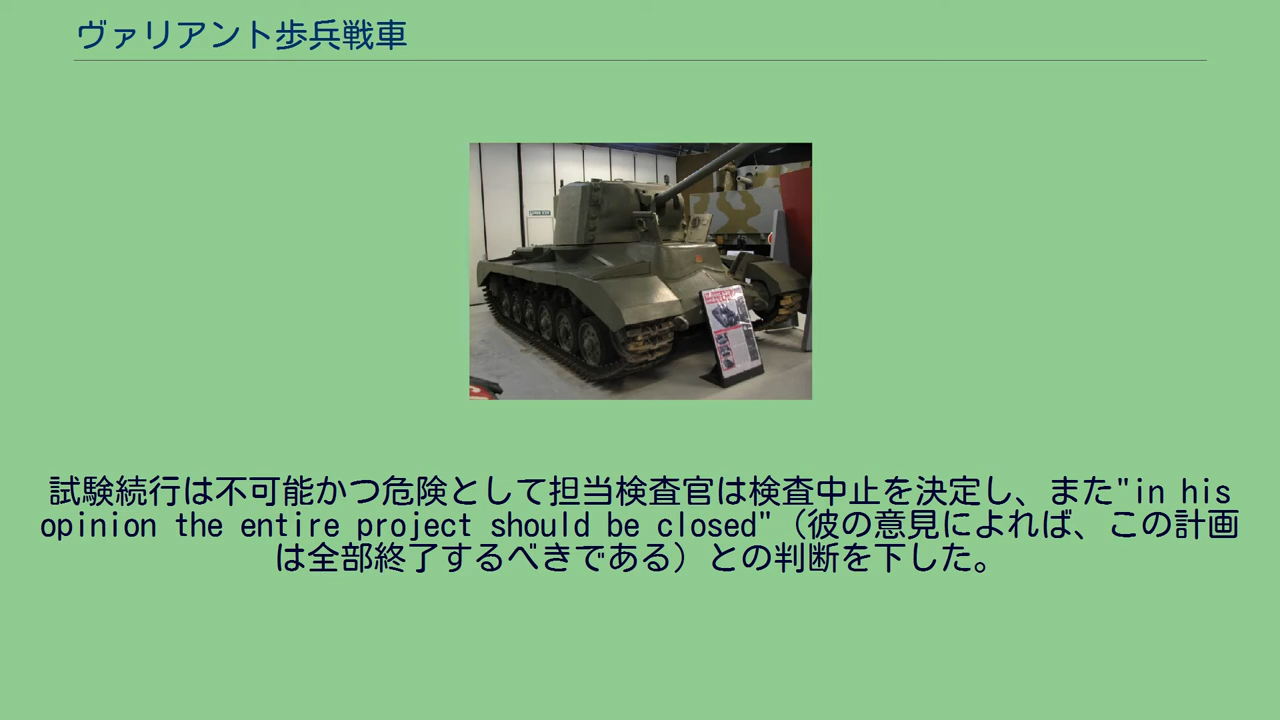 ヴァリアント歩兵戦車
試験続行は不可能かつ危険として担当検査官は検査中止を決定し、また"in his
opinion the entire project should be closed"（彼の意見によれば、この計画
は全部終了するべきである）との判断を下した。